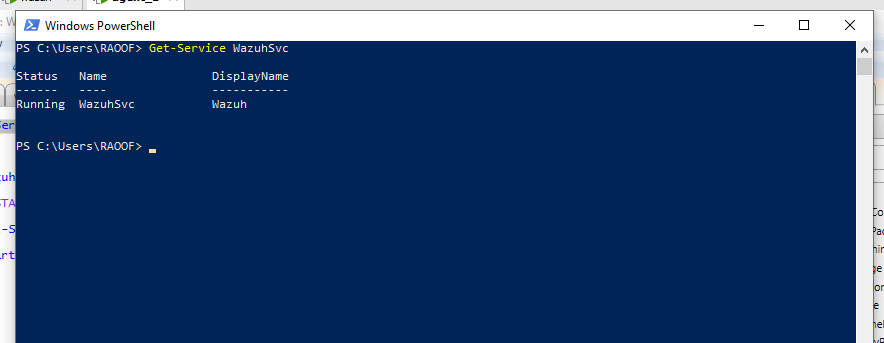 Windows PowerShell
PS C:\Users\RAOOF> Get-Service WazuhSvc
Status   Name               DisplayName
------   ----               -----------
Running  WazuhSvc           Wazuh
PS C:\Users\RAOOF>